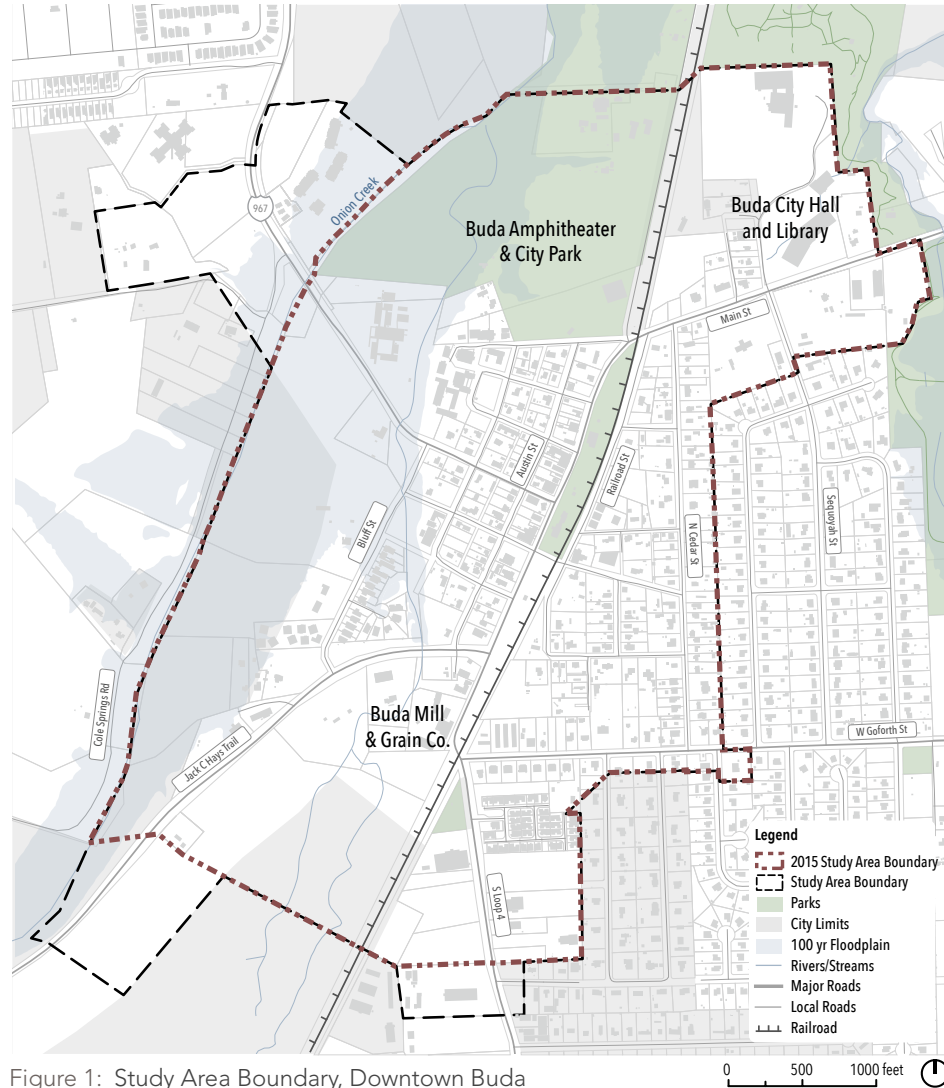 Onion Creek
967
Buda Amphitheater
& City Park
Buda City Hall
and Library
Main St
Austin St
Railroad St
N Cedar St
Sequoyah St
Bluff St
Cole Springs Rd
Jack C Hays Trail
Buda Mill
& Grain Co.
W Goforth St
S Loop 4
Legend
2015 Study Area Boundary
Study Area Boundary
Parks
City Limits
100 yr Floodplain
Rivers/Streams
Major Roads
Local Roads
Railroad
0 500 1000 feet
Figure 1: Study Area Boundary, Downtown Buda